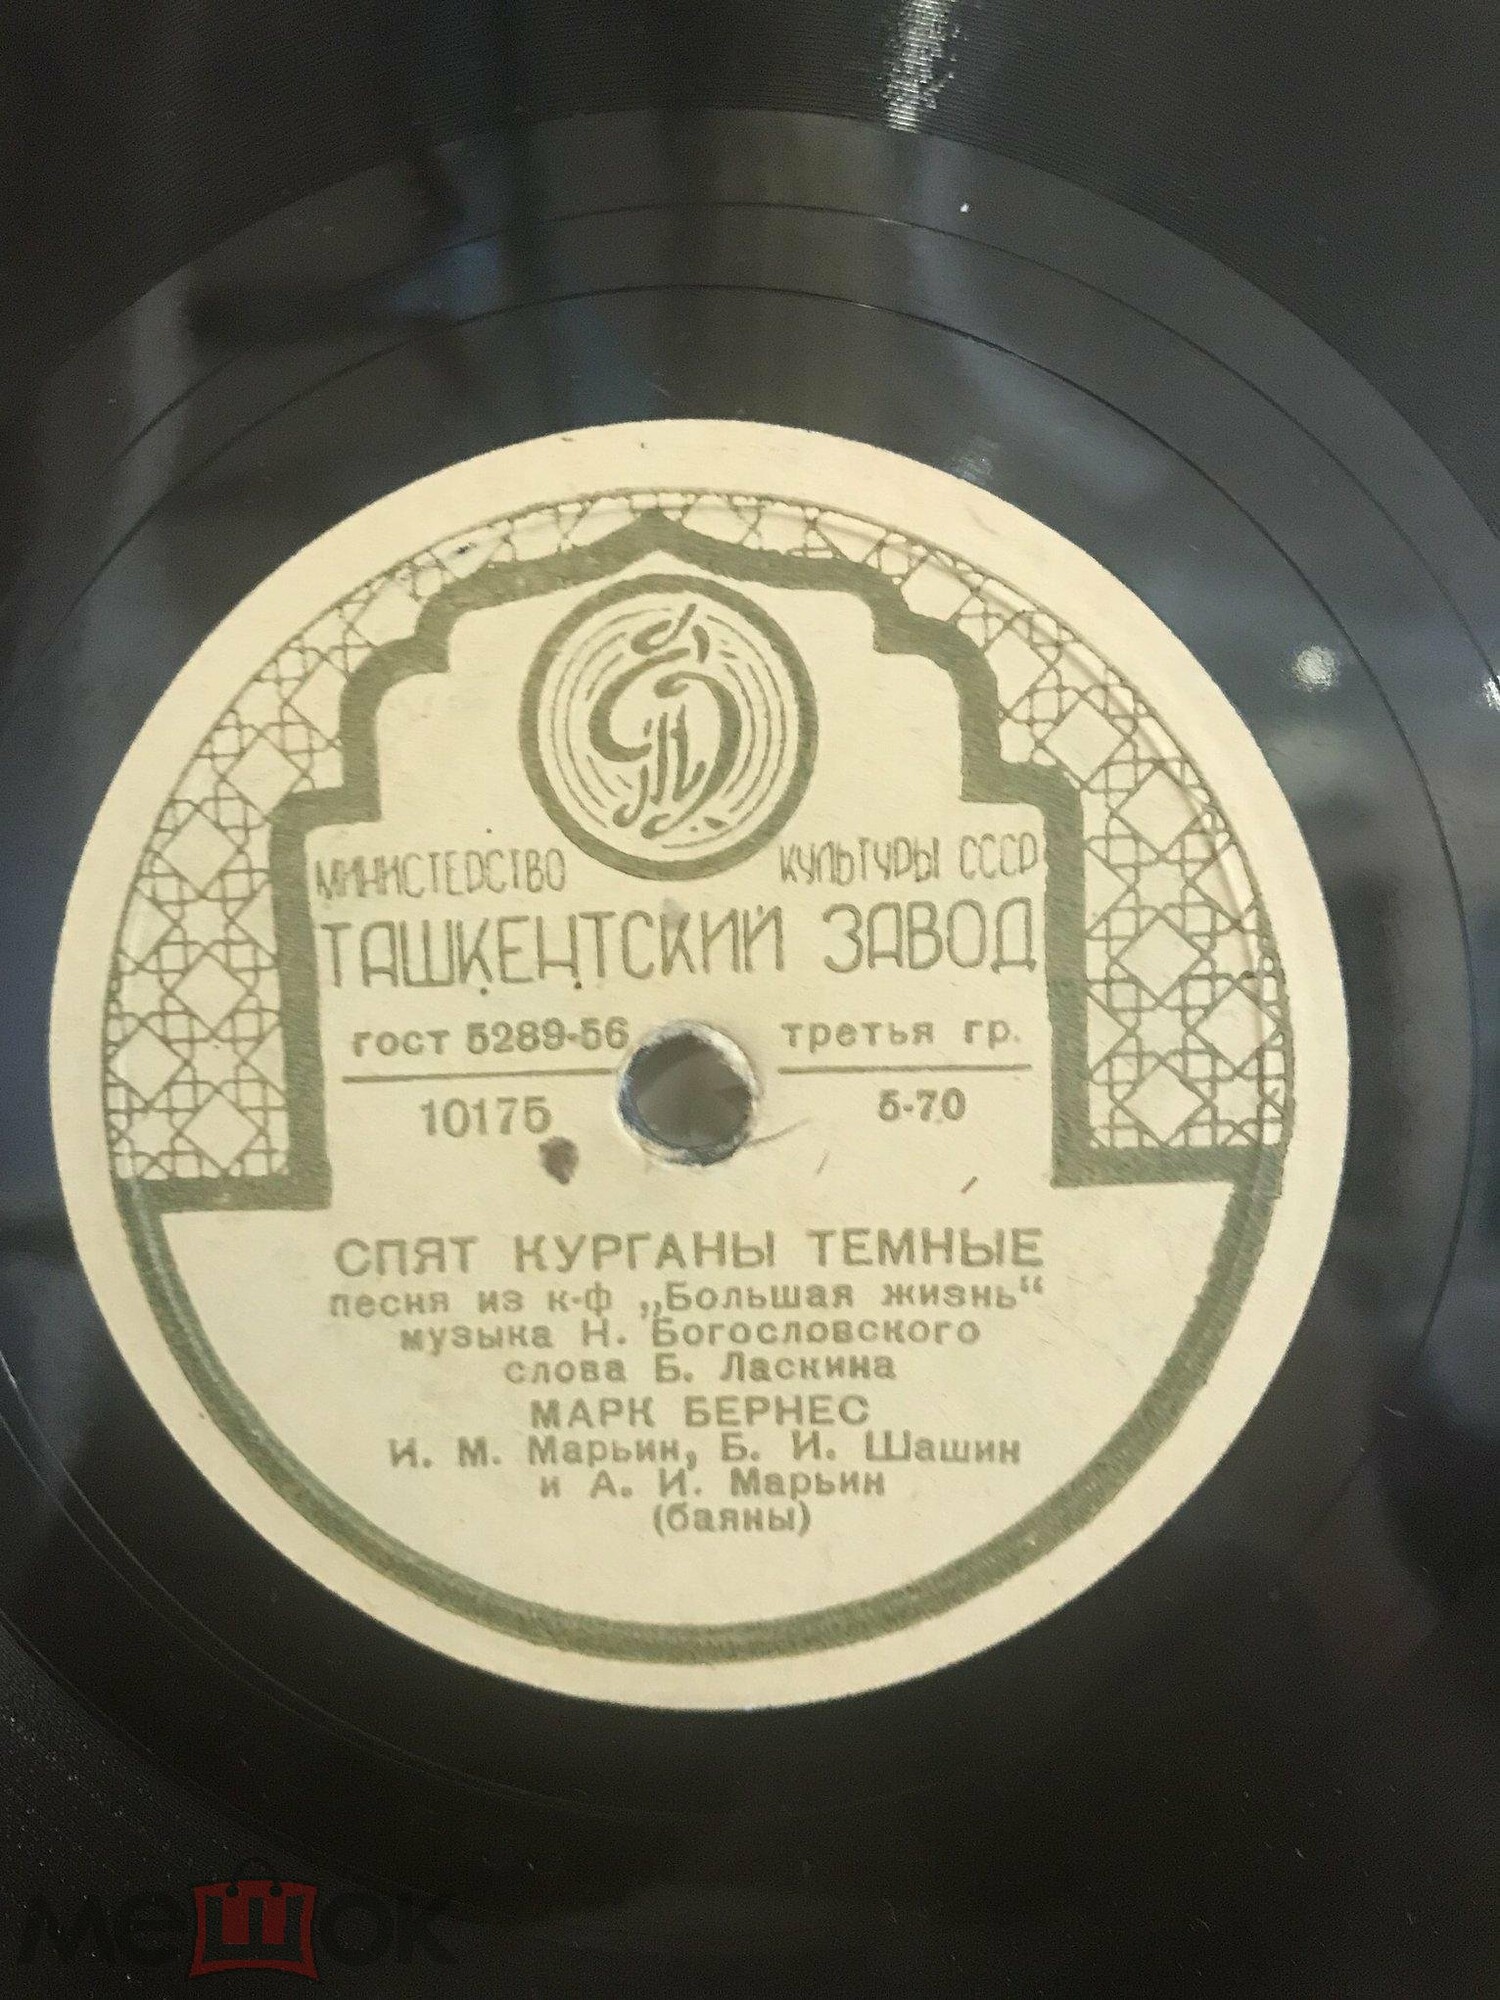 МИНИСТЕРСТВО КУЛЬТУРЫ СССР
ТАШКЕНТСКИЙ ЗАВОД
гост 5289-56 третья гр.
10175 5-70
СПЯТ КУРГАНЫ ТЕМНЫЕ
песня из к-ф „Большая жизнь“
музыка Н. Богословского
слова Б. Ласкина
МАРК БЕРНЕС
И. М. Марьин, Б. И. Шашин
и А. И. Марьин
(баяны)
мешок